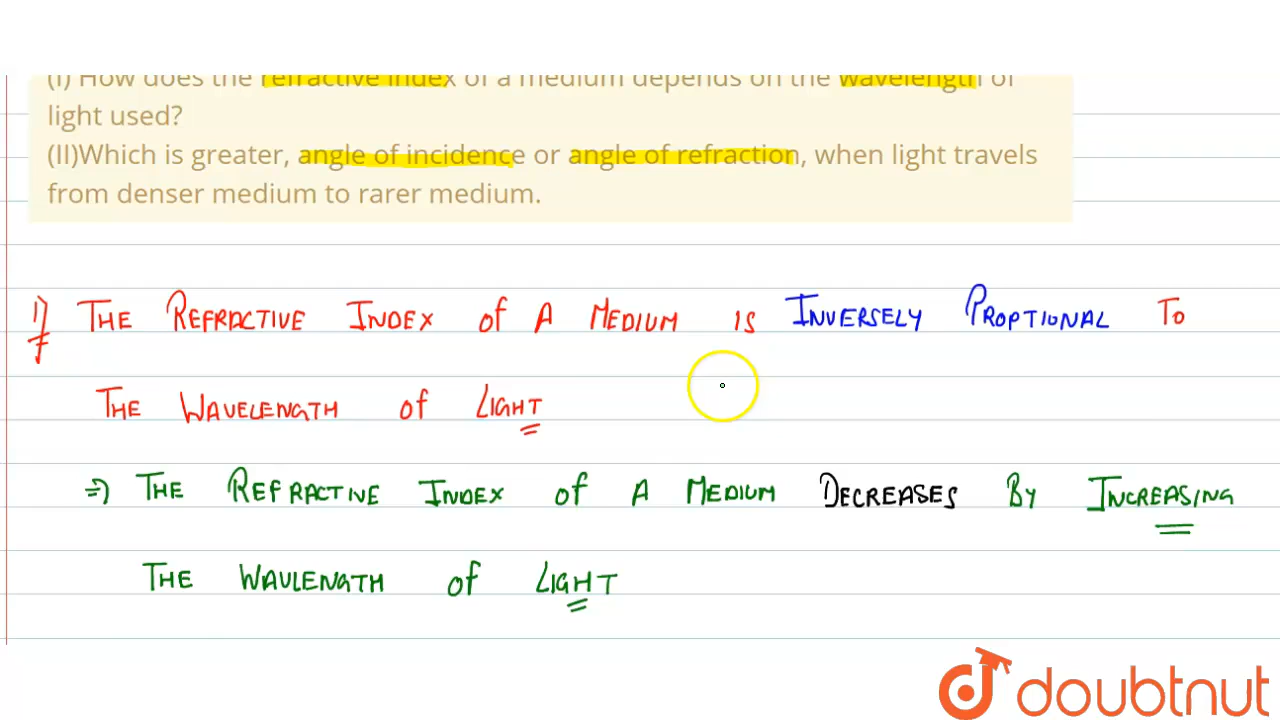 (I) How does the refractive index of a medium depends on the wavelength of
light used?
(II)Which is greater, angle of incidence or angle of refraction, when light travels
from denser medium to rarer medium.
1) THE REFRACTIVE INDEX of A MEDIUM IS INVERSELY PROPTIONAL TO
THE WAVELENGTH of LIGHT
⇒) THE REFRACTIVE INDEX of A MEDIUM DECREASES BY INCREASING
THE WAVLENGTH of LIGHT
doubtnut